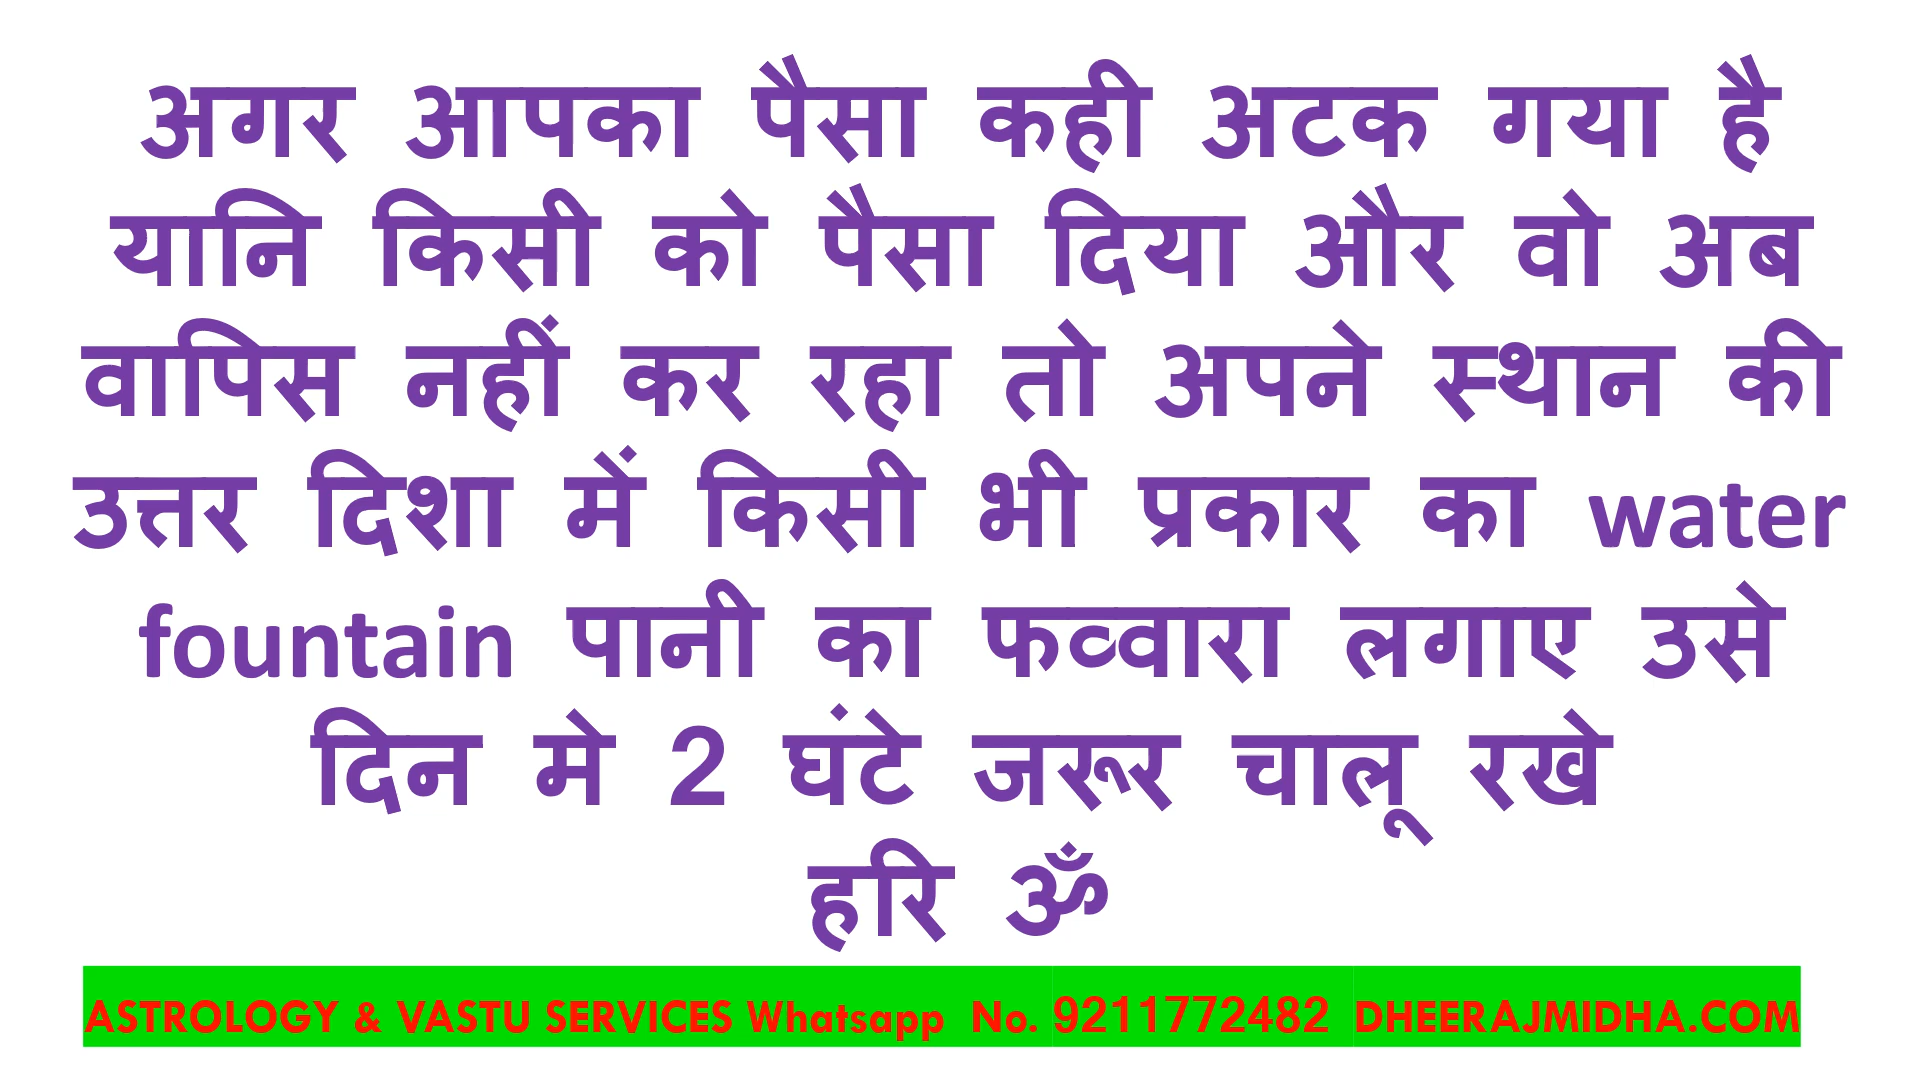 अगर आपका पैसा कही अटक गया है
यानि किसी को पैसा दिया और वो अब
वापिस नहीं कर रहा तो अपने स्थान की
उत्तर दिशा में किसी भी प्रकार का water
fountain पानी का फव्वारा लगाए उसे
दिन मे 2 घंटे जरूर चालू रखे
हरि ॐ
ASTROLOGY & VASTU SERVICES Whatsapp No. 9211772482 DHEERAJMIDHA.COM